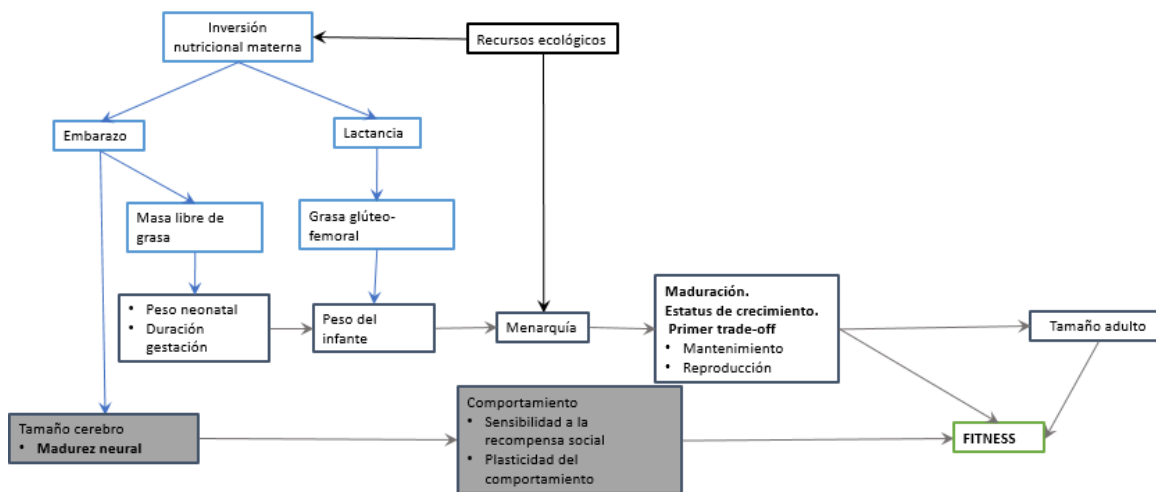 Inversión
nutricional materna
Recursos ecológicos
Embarazo
Lactancia
Masa libre de
grasa
Grasa glúteo-
femoral
• Peso neonatal
• Duración
gestación
Peso del
infante
Menarquía
Maduración.
Estatus de crecimiento.
Primer trade-off
• Mantenimiento
• Reproducción
Tamaño adulto
Tamaño cerebro
• Madurez neural
Comportamiento
• Sensibilidad a la
recompensa social
• Plasticidad del
comportamiento
FITNESS